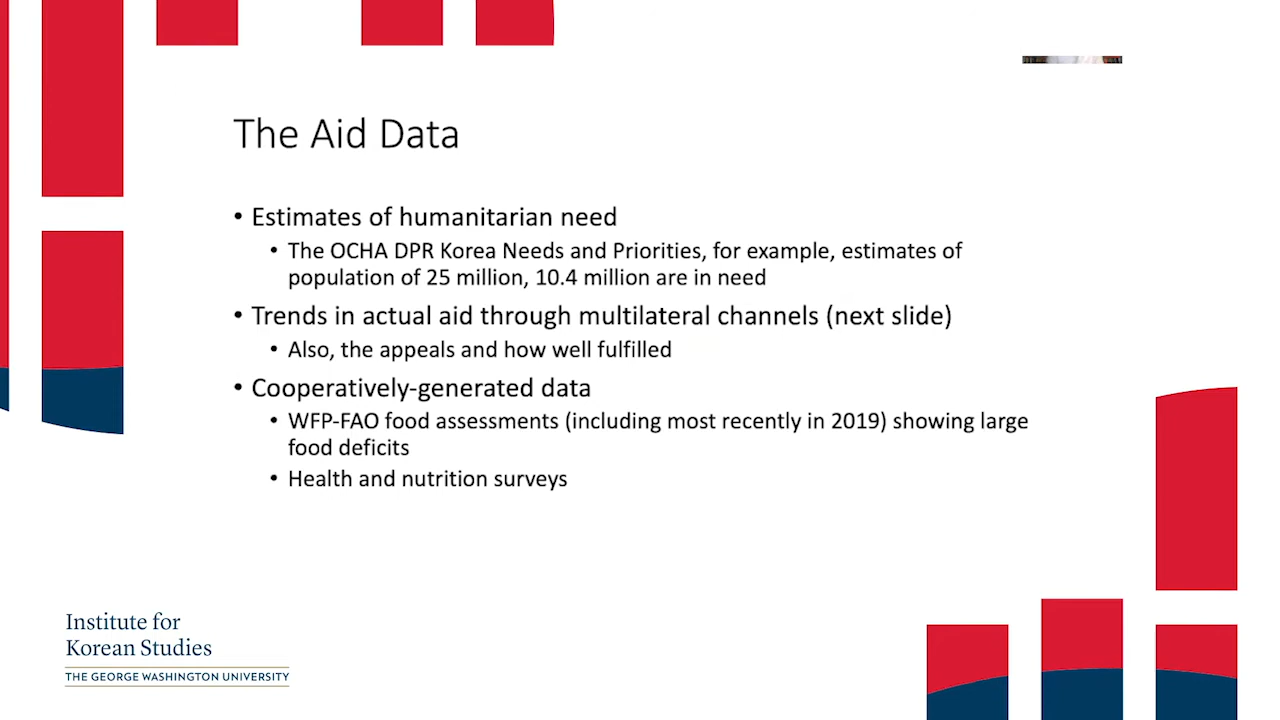 The Aid Data
• Estimates of humanitarian need
• The OCHA DPR Korea Needs and Priorities, for example, estimates of
population of 25 million, 10.4 million are in need
• Trends in actual aid through multilateral channels (next slide)
• Also, the appeals and how well fulfilled
• Cooperatively-generated data
• WFP-FAO food assessments (including most recently in 2019) showing large
food deficits
• Health and nutrition surveys
Institute for
Korean Studies
THE GEORGE WASHINGTON UNIVERSITY